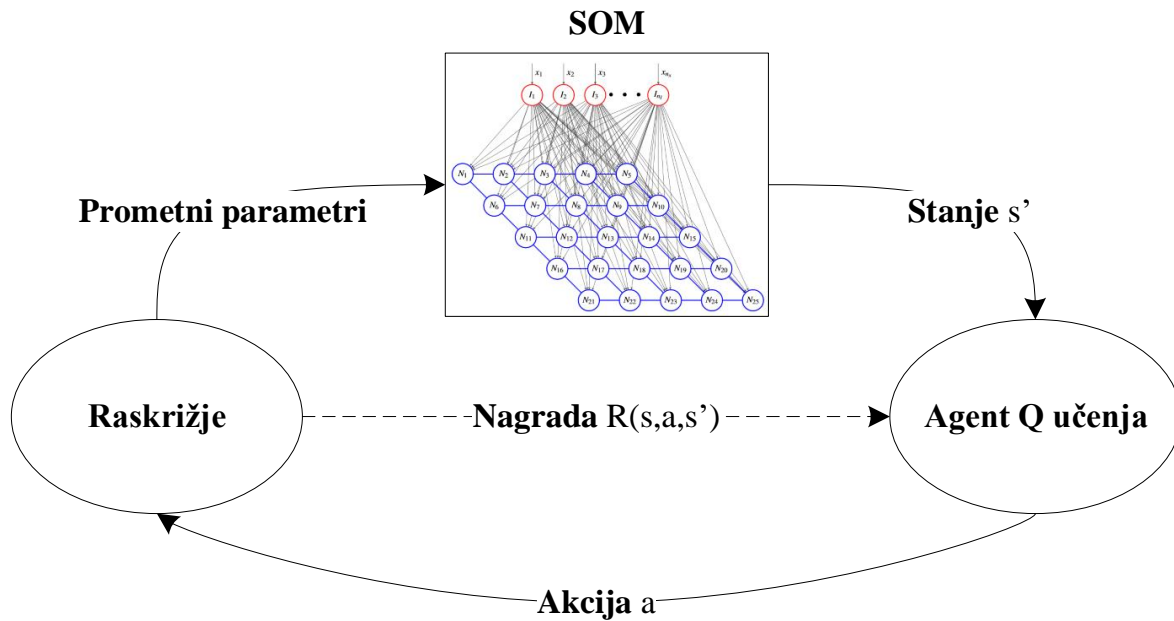 SOM
x1 x2 x3 xnx
I1 I2 I3 • • • InI
N1 N2 N3 N4 N5
N6 N7 N8 N9 N10
N11 N12 N13 N14 N15
N16 N17 N18 N19 N20
N21 N22 N23 N24 N25
Prometni parametri
Stanje s’
Raskrižje
Nagrada R(s,a,s’)
Agent Q učenja
Akcija a